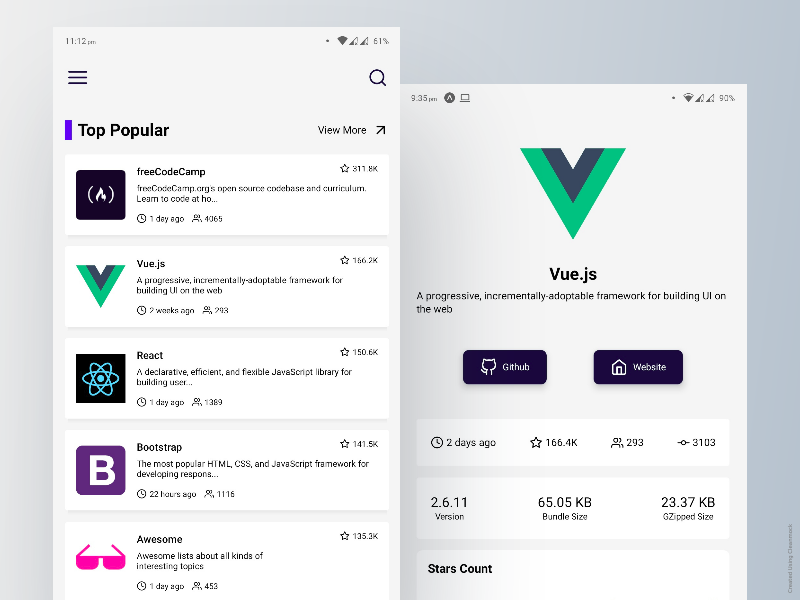 11:12 pm
61%
Top Popular
View More
freeCodeCamp
311.8K
freeCodeCamp.org's open source codebase and curriculum.
Learn to code at ho...
1 day ago
4065
Vue.js
166.2K
A progressive, incrementally-adoptable framework for
building UI on the web
2 weeks ago
293
React
150.6K
A declarative, efficient, and flexible JavaScript library for
building user...
1 day ago
1389
B
Bootstrap
141.5K
The most popular HTML, CSS, and JavaScript framework for
developing respons...
22 hours ago
1116
Awesome
135.3K
Awesome lists about all kinds of
interesting topics
1 day ago
453
9:35 pm
90%
Vue.js
A progressive, incrementally-adoptable framework for building UI on
the web
Github
Website
2 days ago
166.4K
293
3103
2.6.11
Version
65.05 KB
Bundle Size
23.37 KB
GZipped Size
Stars Count
Created Using Cleanmock